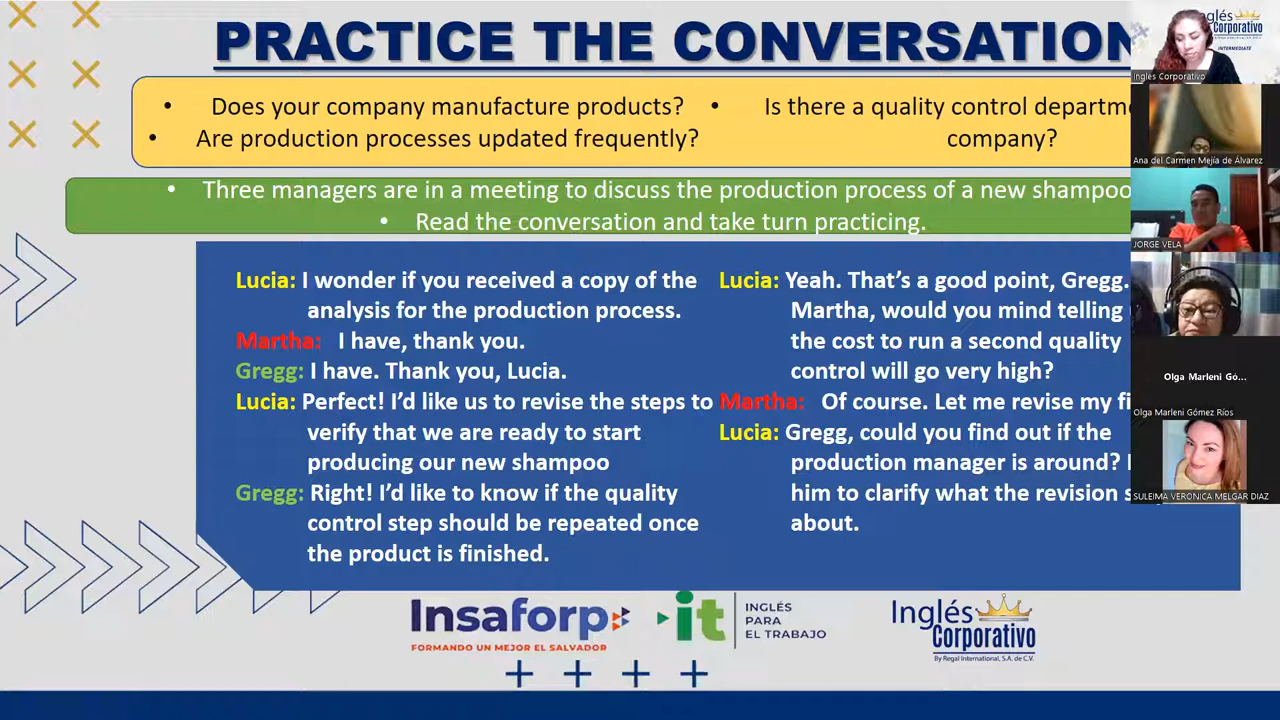 PRACTICE THE CONVERSATION
• Does your company manufacture products?
• Are production processes updated frequently?
• Is there a quality control
company?
• Three managers are in a meeting to discuss the production process of a new shampoo
• Read the conversation and take turn practicing.
Lucia: I wonder if you received a copy of the
analysis for the production process.
Martha: I have, thank you.
Gregg: I have. Thank you, Lucia.
Lucia: Perfect! I'd like us to revise the steps to
verify that we are ready to start
producing our new shampoo
Gregg: Right! I'd like to know if the quality
control step should be repeated once
the product is finished.
Lucia: Yeah. That's a good point, Gregg.
Martha, would you mind telling
the cost to run a second quality
control will go very high?
Martha: Of course. Let me revise my
Lucia: Gregg, could you find out if the
production manager is around?
him to clarify what the revision
about.
Insaforp
FORMANDO UN MEJOR EL SALVADOR
it
INGLÉS
PARA
EL TRABAJO
Inglés
Corporativo
By Regal International, S.A. de C.V.
Inglés
Corporativo
INTERMEDIATE
Inglés Corporativo
Ana del Carmen Mejía de Álvarez
JORGE VELA
Olga Marleni Gó...
Olga Marleni Gómez Ríos
SULEIMA VERONICA MELGAR DIAZ